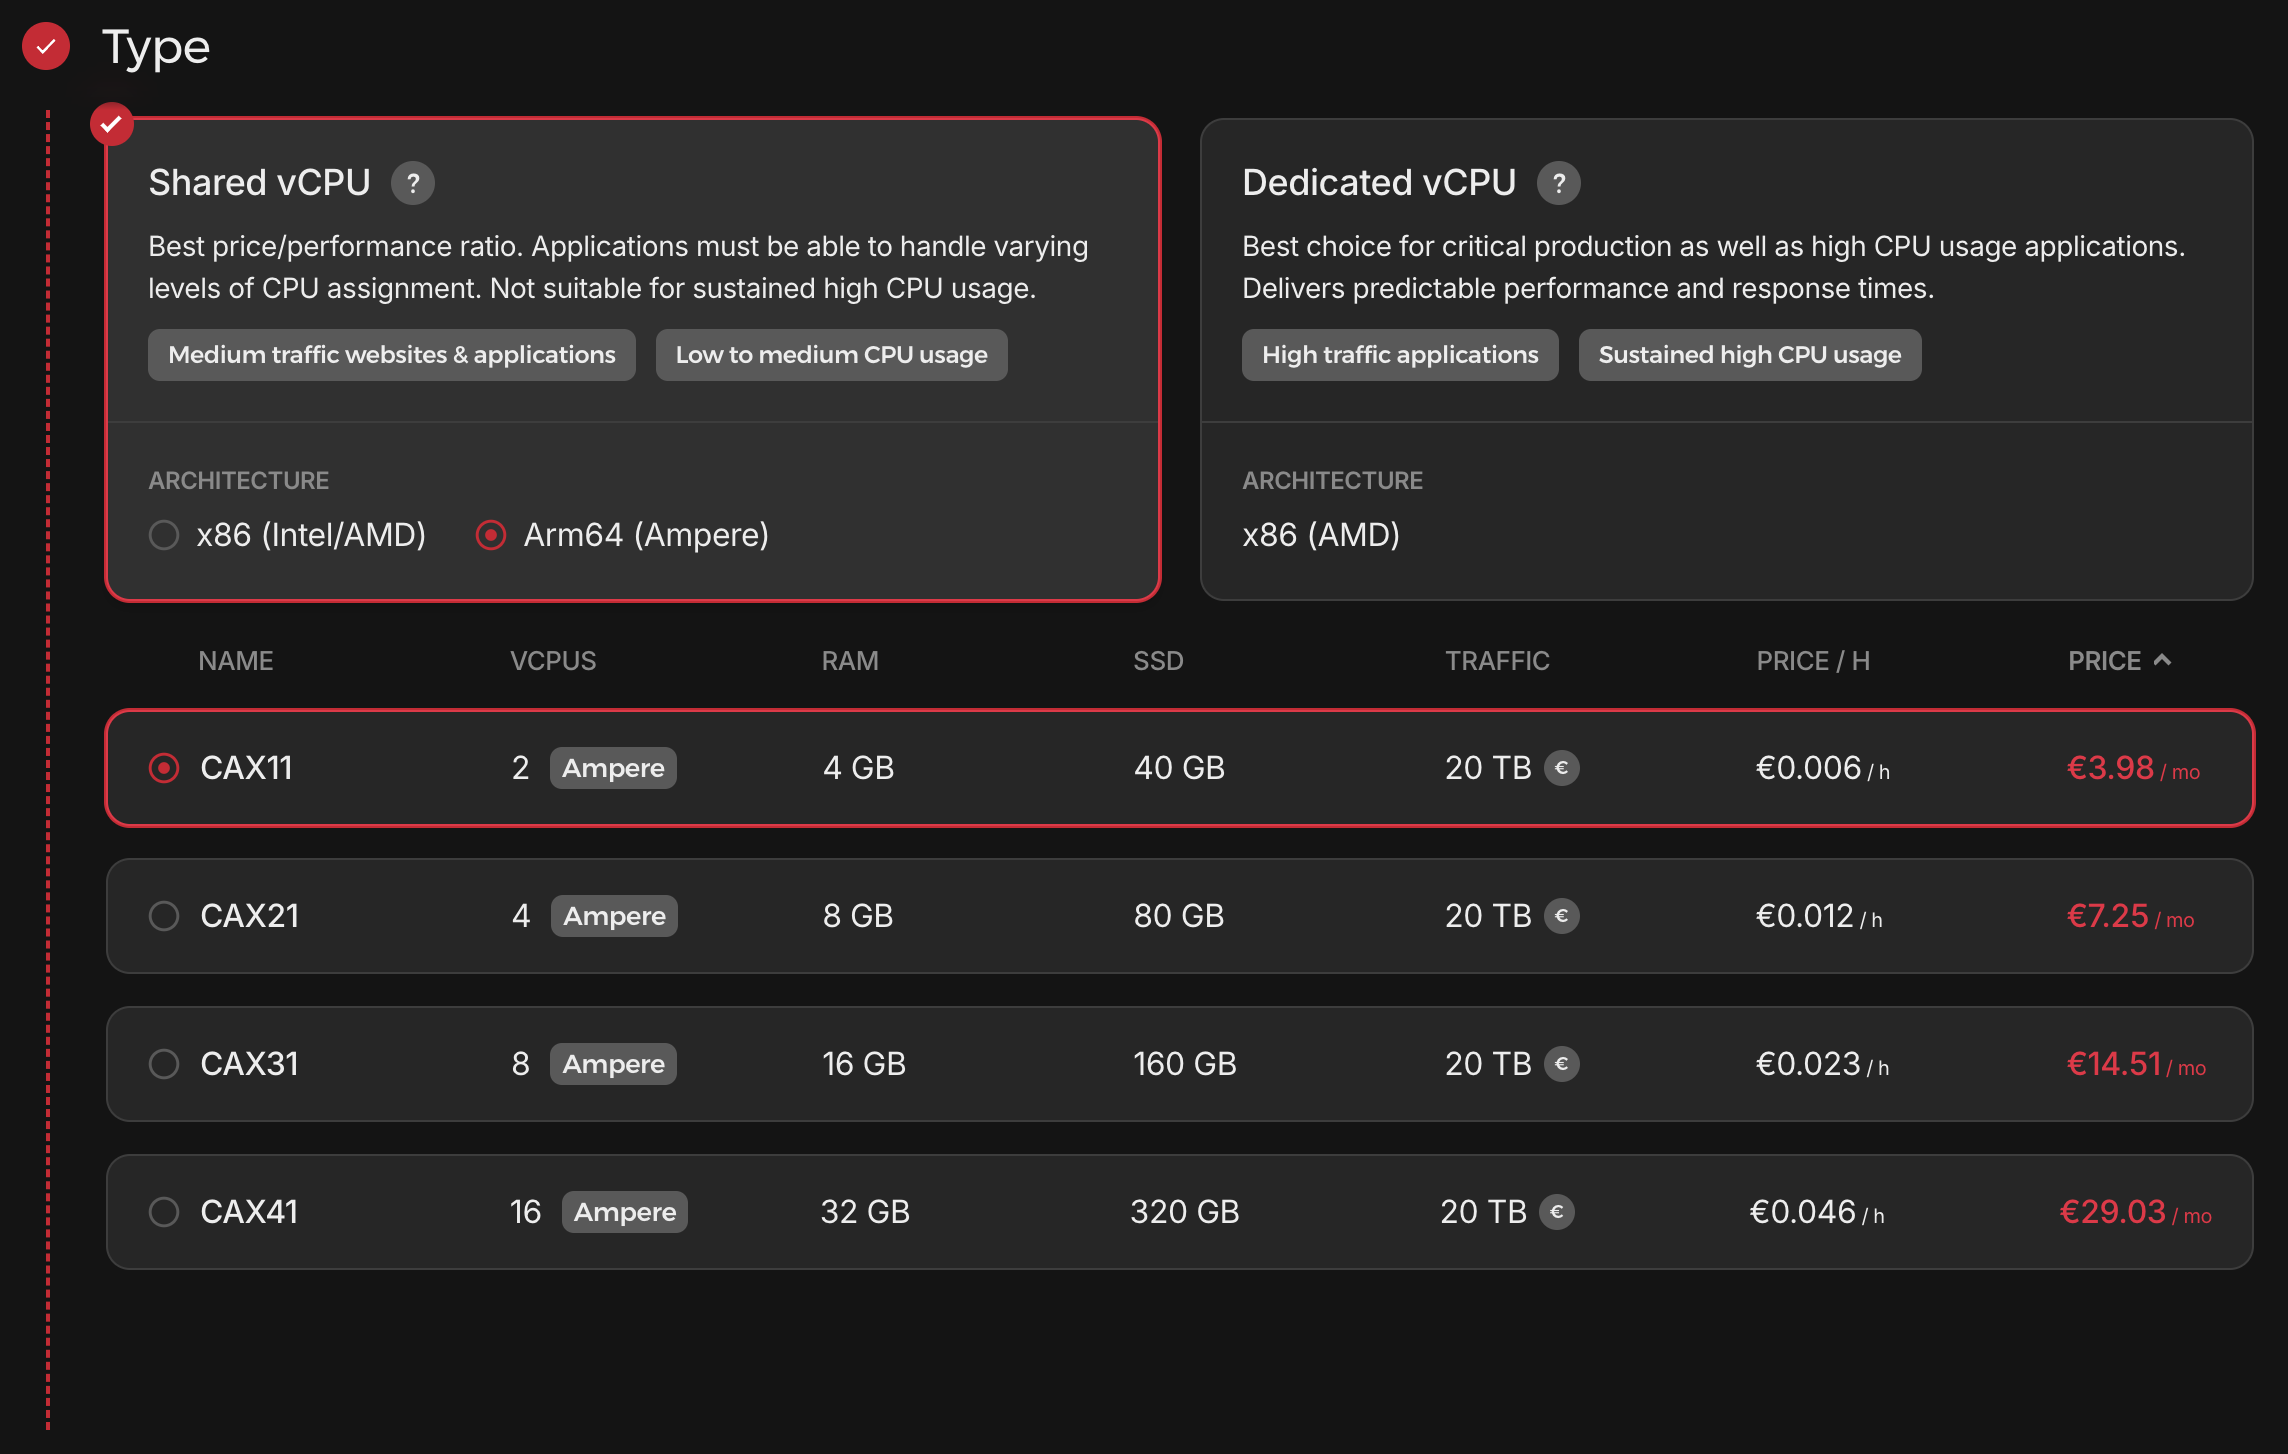 Type
Shared vCPU ?
Best price/performance ratio. Applications must be able to handle varying
levels of CPU assignment. Not suitable for sustained high CPU usage.
Medium traffic websites & applications Low to medium CPU usage
ARCHITECTURE
x86 (Intel/AMD) Arm64 (Ampere)
Dedicated vCPU ?
Best choice for critical production as well as high CPU usage applications.
Delivers predictable performance and response times.
High traffic applications Sustained high CPU usage
ARCHITECTURE
x86 (AMD)
NAME VCPUS RAM SSD TRAFFIC PRICE / H PRICE
CAX11 2 Ampere 4 GB 40 GB 20 TB € €0.006 / h €3.98 / mo
CAX21 4 Ampere 8 GB 80 GB 20 TB € €0.012 / h €7.25 / mo
CAX31 8 Ampere 16 GB 160 GB 20 TB € €0.023 / h €14.51 / mo
CAX41 16 Ampere 32 GB 320 GB 20 TB € €0.046 / h €29.03 / mo